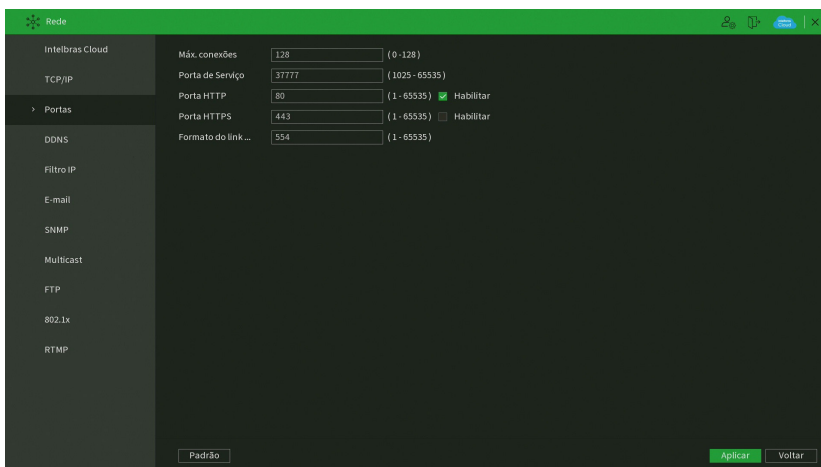 Rede
Intelbras Cloud
TCP/IP
Portas
DDNS
Filtro IP
E-mail
SNMP
Multicast
FTP
802.1x
RTMP
Máx. conexões 128 (0-128)
Porta de Serviço 37777 (1025-65535)
Porta HTTP 80 (1-65535) Habilitar
Porta HTTPS 443 (1-65535) Habilitar
Formato do link ... 554 (1-65535)
Padrão
Aplicar
Voltar